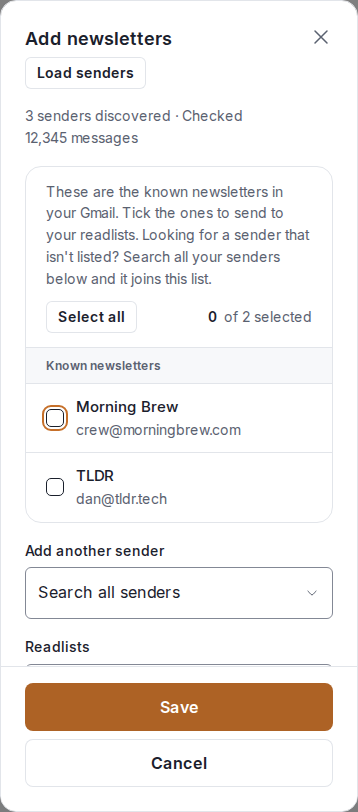 Add newsletters
Load senders
3 senders discovered · Checked
12,345 messages
These are the known newsletters in
your Gmail. Tick the ones to send to
your readlists. Looking for a sender that
isn't listed? Search all your senders
below and it joins this list.
Select all
0 of 2 selected
Known newsletters
Morning Brew
crew@morningbrew.com
TLDR
dan@tldr.tech
Add another sender
Search all senders
Readlists
Save
Cancel